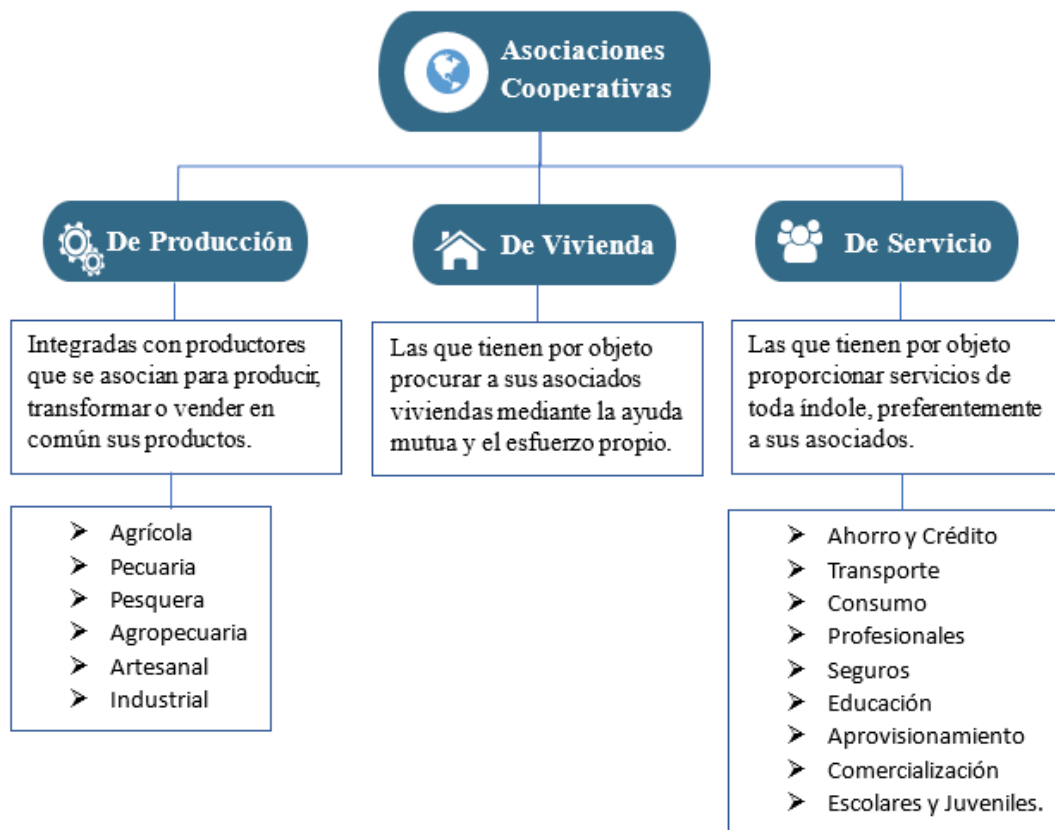 Asociaciones
Cooperativas
De Producción
De Vivienda
De Servicio
Integradas con productores
que se asocian para producir,
transformar o vender en
común sus productos.
Las que tienen por objeto
procurar a sus asociados
viviendas mediante la ayuda
mutua y el esfuerzo propio.
Las que tienen por objeto
proporcionar servicios de
toda índole, preferentemente
a sus asociados.
➤ Agrícola
➤ Pecuaria
➤ Pesquera
➤ Agropecuaria
➤ Artesanal
➤ Industrial
➤ Ahorro y Crédito
➤ Transporte
➤ Consumo
➤ Profesionales
➤ Seguros
➤ Educación
➤ Aprovisionamiento
➤ Comercialización
➤ Escolares y Juveniles.